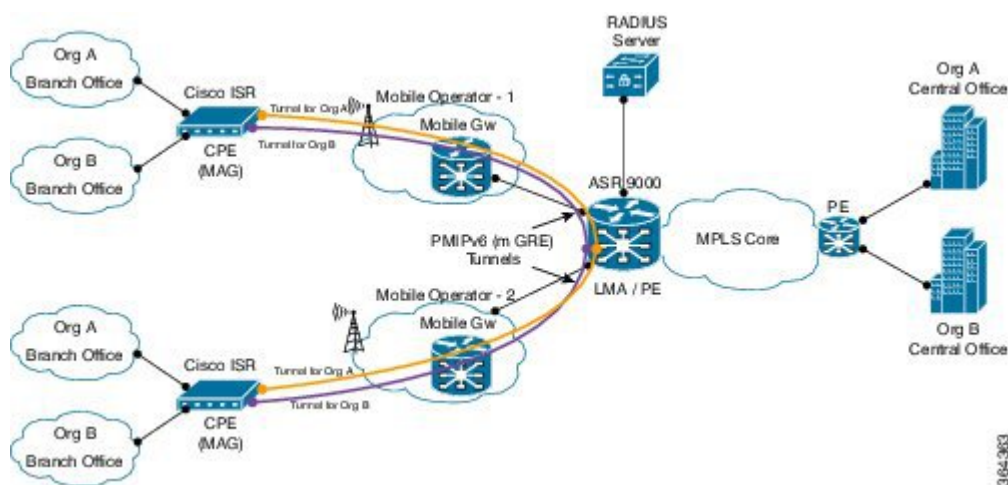 RADIUS
Server
Org A
Branch Office
Cisco ISR
Tunnel for Org A
Mobile Operator - 1
Mobile Gw
Org A
Central Office
Org B
Branch Office
CPE
(MAG)
Tunnel for Org B
ASR 9000
PE
PMIPv6 (m GRE)
Tunnels
MPLS Core
LMA / PE
Mobile Operator - 2
Mobile Gw
Org A
Branch Office
Cisco ISR
Tunnel for Org A
Org B
Central Office
Org B
Branch Office
CPE
(MAG)
Tunnel for Org B
364363